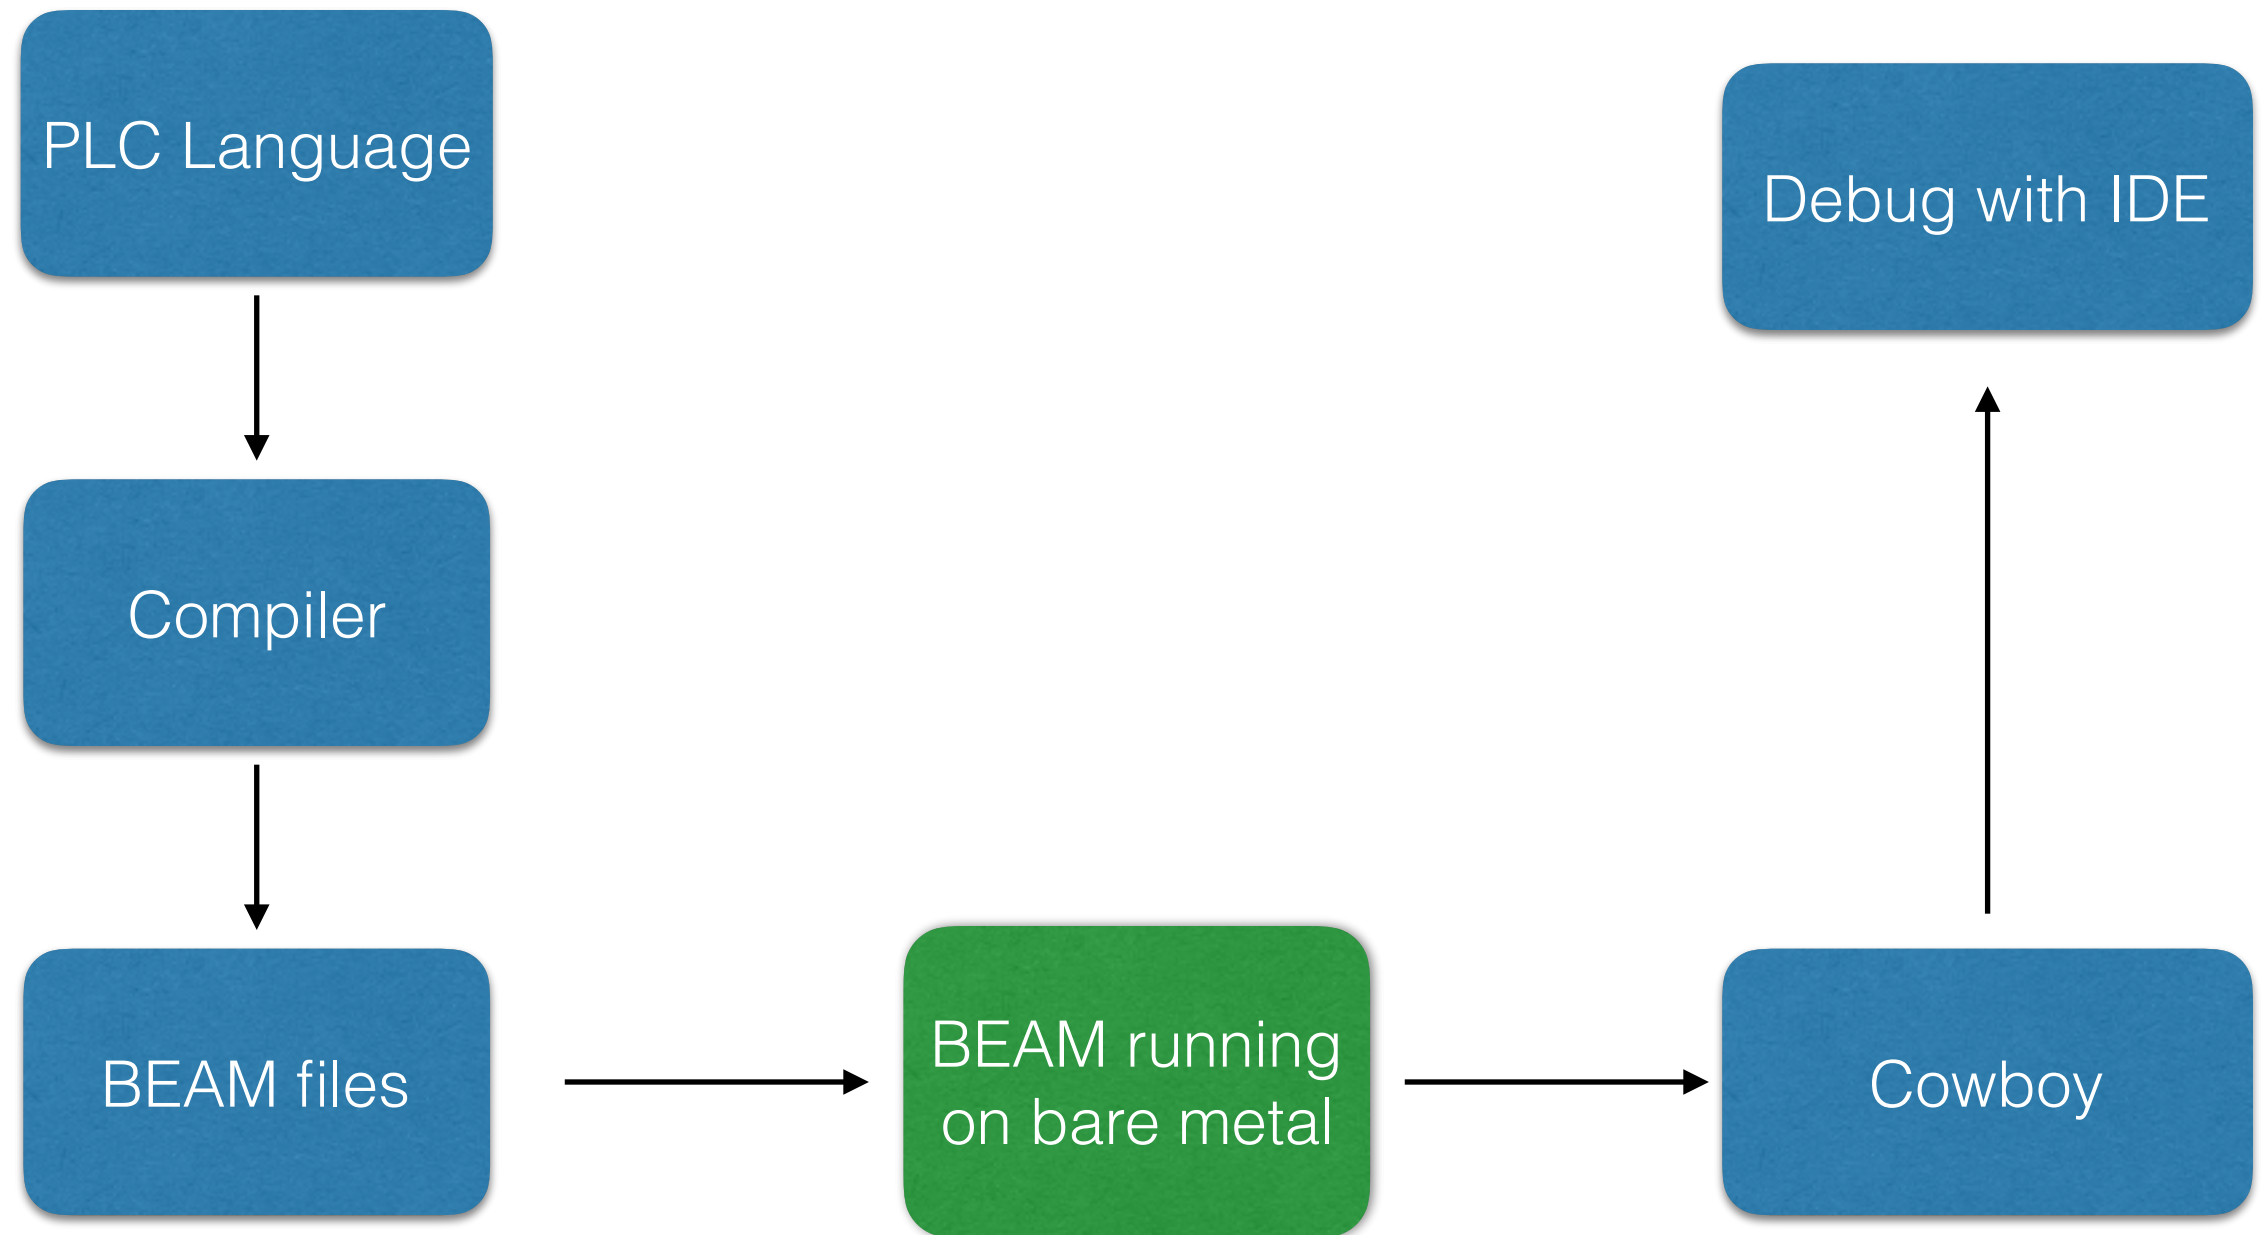 PLC Language
Debug with IDE
Compiler
BEAM files
BEAM running
on bare metal
Cowboy